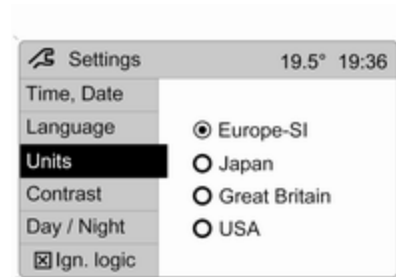 Settings 19.5° 19:36
Time, Date
Language
Units
Contrast
Day / Night
Ign. logic
Europe-SI
Japan
Great Britain
USA